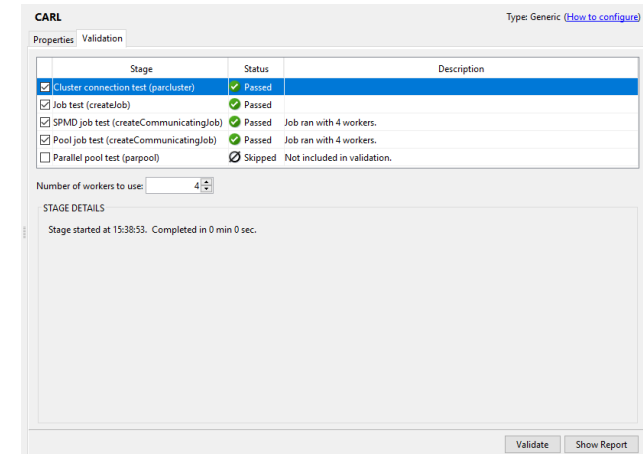 CARL Type: Generic (How to configure)
Properties Validation
Stage Status Description
Cluster connection test (parcluster) Passed
Job test (createJob) Passed
SPMD job test (createCommunicatingJob) Passed Job ran with 4 workers.
Pool job test (createCommunicatingJob) Passed Job ran with 4 workers.
Parallel pool test (parpool) Skipped Not included in validation.
Number of workers to use: 4
STAGE DETAILS
Stage started at 15:38:53. Completed in 0 min 0 sec.
Validate Show Report